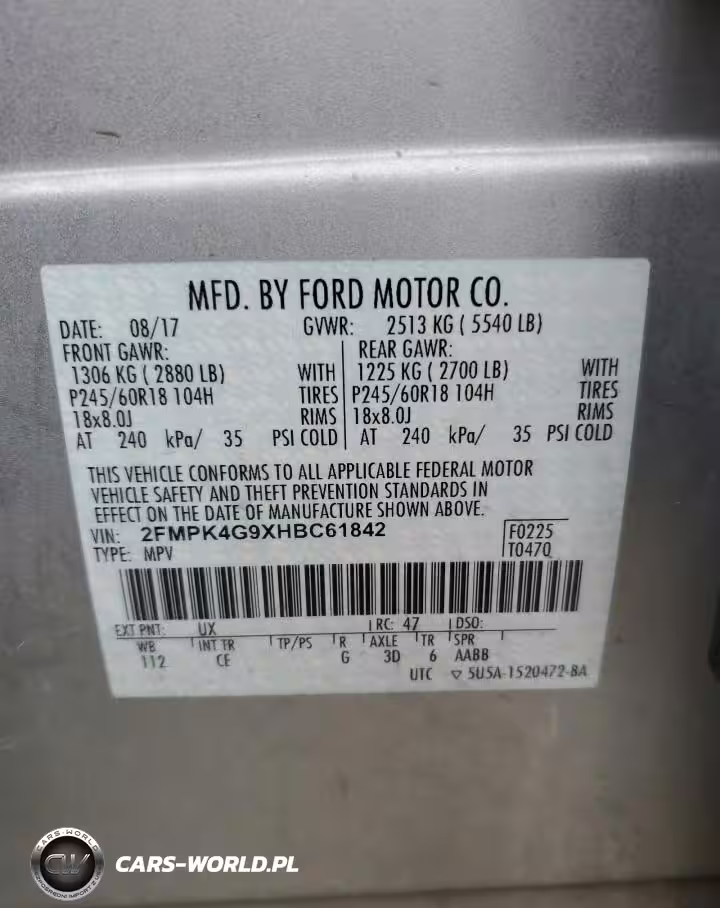 MFD. BY FORD MOTOR CO.
DATE: 08/17 GVWR: 2513 KG ( 5540 LB)
FRONT GAWR: REAR GAWR:
1306 KG ( 2880 LB) WITH 1225 KG ( 2700 LB) WITH
P245/60R18 104H TIRES P245/60R18 104H TIRES
18x8.0J RIMS 18x8.0J RIMS
AT 240 kPa/ 35 PSI COLD AT 240 kPa/ 35 PSI COLD
THIS VEHICLE CONFORMS TO ALL APPLICABLE FEDERAL MOTOR
VEHICLE SAFETY AND THEFT PREVENTION STANDARDS IN
EFFECT ON THE DATE OF MANUFACTURE SHOWN ABOVE.
VIN: 2FMPK4G9XHBC61842 F0225
TYPE: MPV T0470
EXT PNT: UX RC: 47 DSO:
WB INT TR TP/PS R AXLE TR SPR
112 CE G 3D 6 AABB
UTC ▽ 5U5A-1520472-BA
CARS-WORLD
CW
CARS-WORLD.PL